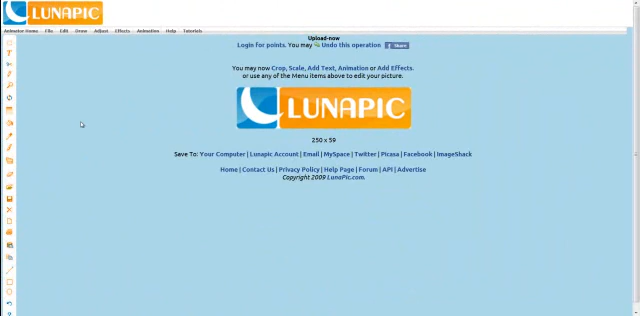 LUNAPIC
Animator Home File Edit Draw Adjust Effects Animation Help Tutorials
Upload-now
Login for points. You may Undo this operation Share
You may now Crop, Scale, Add Text, Animation or Add Effects.
or use any of the Menu items above to edit your picture.
LUNAPIC
250 x 59
Save To: Your Computer | Lunapic Account | Email | MySpace | Twitter | Picasa | Facebook | ImageShack
Home | Contact Us | Privacy Policy | Help Page | Forum | API | Advertise
Copyright 2009 LunaPic.com.